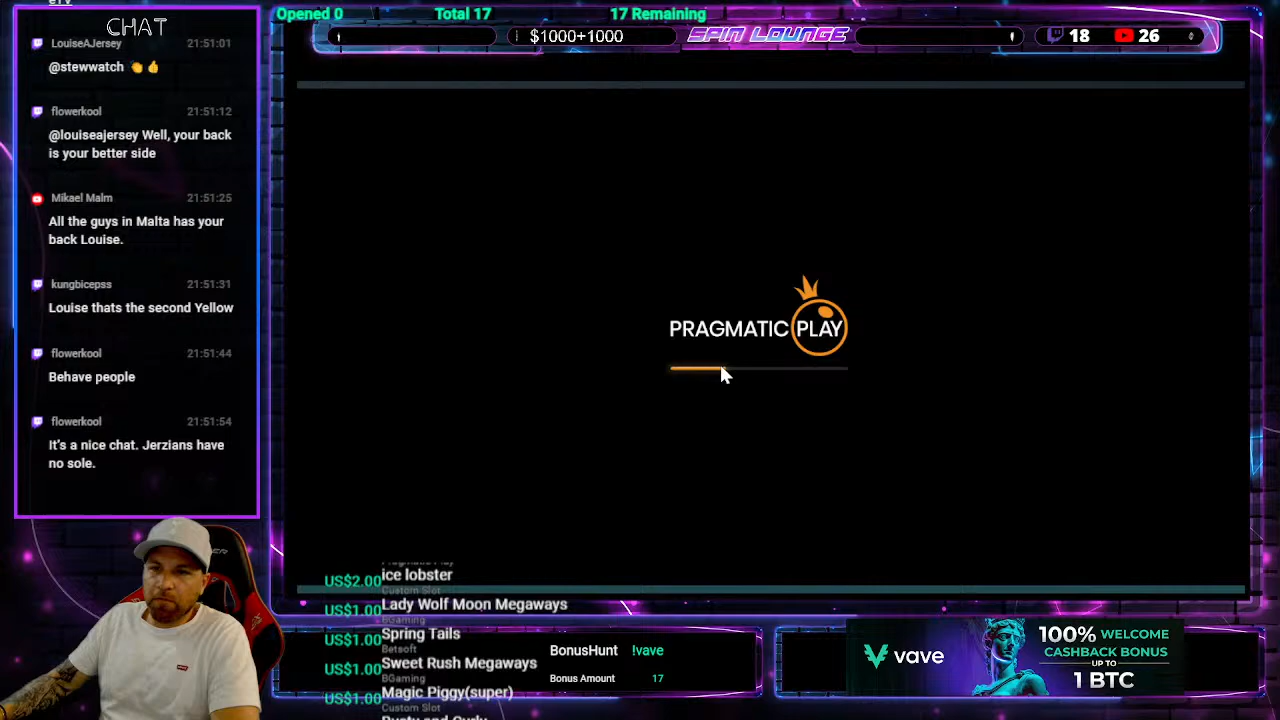 Opened 0
Total 17
17 Remaining
CHAT
$1000+1000
SPIN LOUNGE
18
26
LouiseAJersey
21:51:01
@stewwatch 👏 👍
flowerkool
21:51:12
@louiseajersey Well, your back
is your better side
Mikael Malm
21:51:25
All the guys in Malta has your
back Louise.
kungbicepss
21:51:31
Louise thats the second Yellow
flowerkool
21:51:44
Behave people
flowerkool
21:51:54
It's a nice chat. Jerzians have
no sole.
PRAGMATIC PLAY
US$2.00
ice lobster
Custom Slot
US$1.00
Lady Wolf Moon Megaways
BGaming
US$1.00
Spring Tails
Betsoft
US$1.00
Sweet Rush Megaways
BGaming
US$1.00
Magic Piggy(super)
Custom Slot
BonusHunt
!vave
Bonus Amount
17
vave
100% WELCOME
CASHBACK BONUS
UP TO
1 BTC